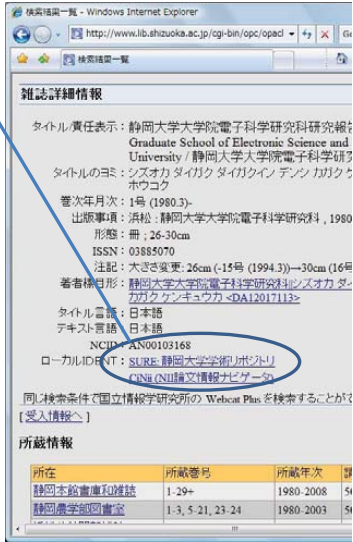 検索結果一覧 - Windows Internet Explorer
http://www.lib.shizuoka.ac.jp/cgi-bin/opc/opacl
検索結果一覧
雑誌詳細情報
タイトル/責任表示: 静岡大学大学院電子科学研究科研究報
Graduate School of Electronic Science and
University / 静岡大学大学院電子科学研
タイトルのヨミ: シズオカ ダイガク ダイガクイン デンシ カガク
ホウコク
巻次年月次: 1号 (1980.3)-
出版事項: 浜松 : 静岡大学大学院電子科学研究科 , 1980
形態: 冊 ; 26-30cm
ISSN: 03885070
注記: 大きさ変更: 26cm (-15号 (1994.3))→30cm (16号
著者標目形: 静岡大学大学院電子科学研究科||シズオカ ダイ
カガク ケンキュウカ <DA12017113>
タイトル言語: 日本語
テキスト言語: 日本語
NCID: AN00103168
ローカルIDENT: SURE: 静岡大学学術リポジトリ
CiNii (NII論文情報ナビゲータ)
同じ検索条件で国立情報学研究所の Webcat Plus を検索することがで
[受入情報へ]
所蔵情報
所在 所蔵巻号 所蔵年次
静岡本館書庫和雑誌 1-29+ 1980-2008
静岡農学部図書室 1-3, 5-21, 23-24 1980-2003